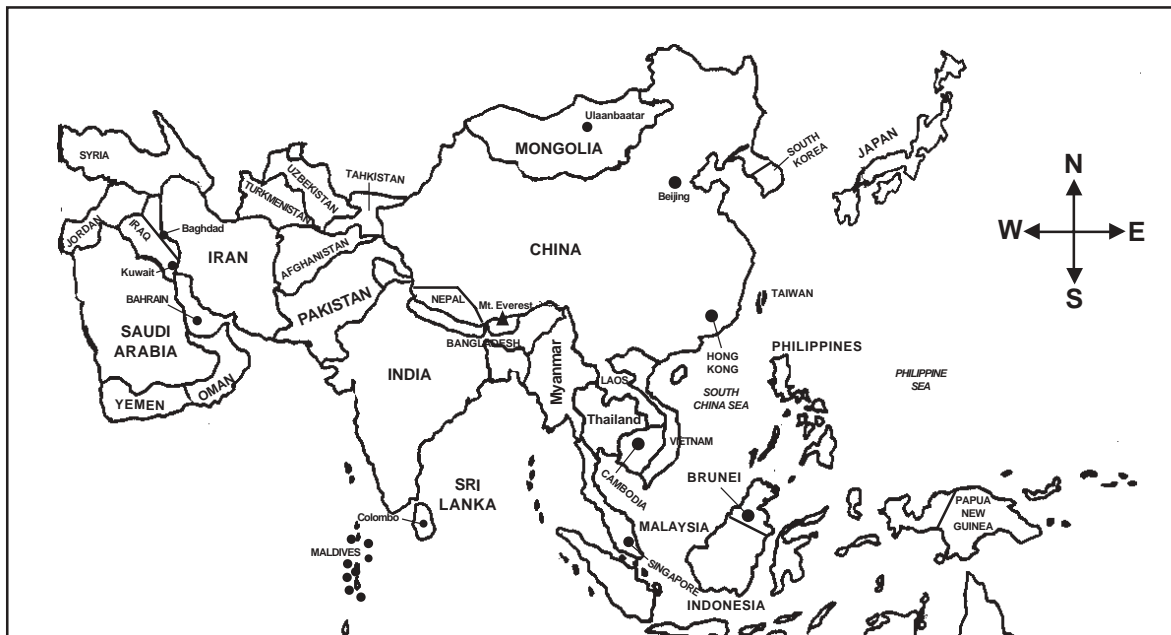 Ulaanbaatar
MONGOLIA
SYRIA
UZBEKISTAN
TAHKISTAN
TURKMENISTAN
SOUTH
KOREA
JAPAN
Beijing
N
W
E
S
JORDAN
IRAQ
Baghdad
IRAN
AFGHANISTAN
CHINA
Kuwait
BAHRAIN
PAKISTAN
NEPAL
Mt. Everest
TAIWAN
SAUDI
ARABIA
BANGLADESH
HONG
KONG
PHILIPPINES
INDIA
Myanmar
LAOS
SOUTH
CHINA SEA
PHILIPPINE
SEA
YEMEN
OMAN
Thailand
VIETNAM
CAMBODIA
SRI
LANKA
BRUNEI
Colombo
MALAYSIA
PAPUA
NEW
GUINEA
MALDIVES
SINGAPORE
INDONESIA